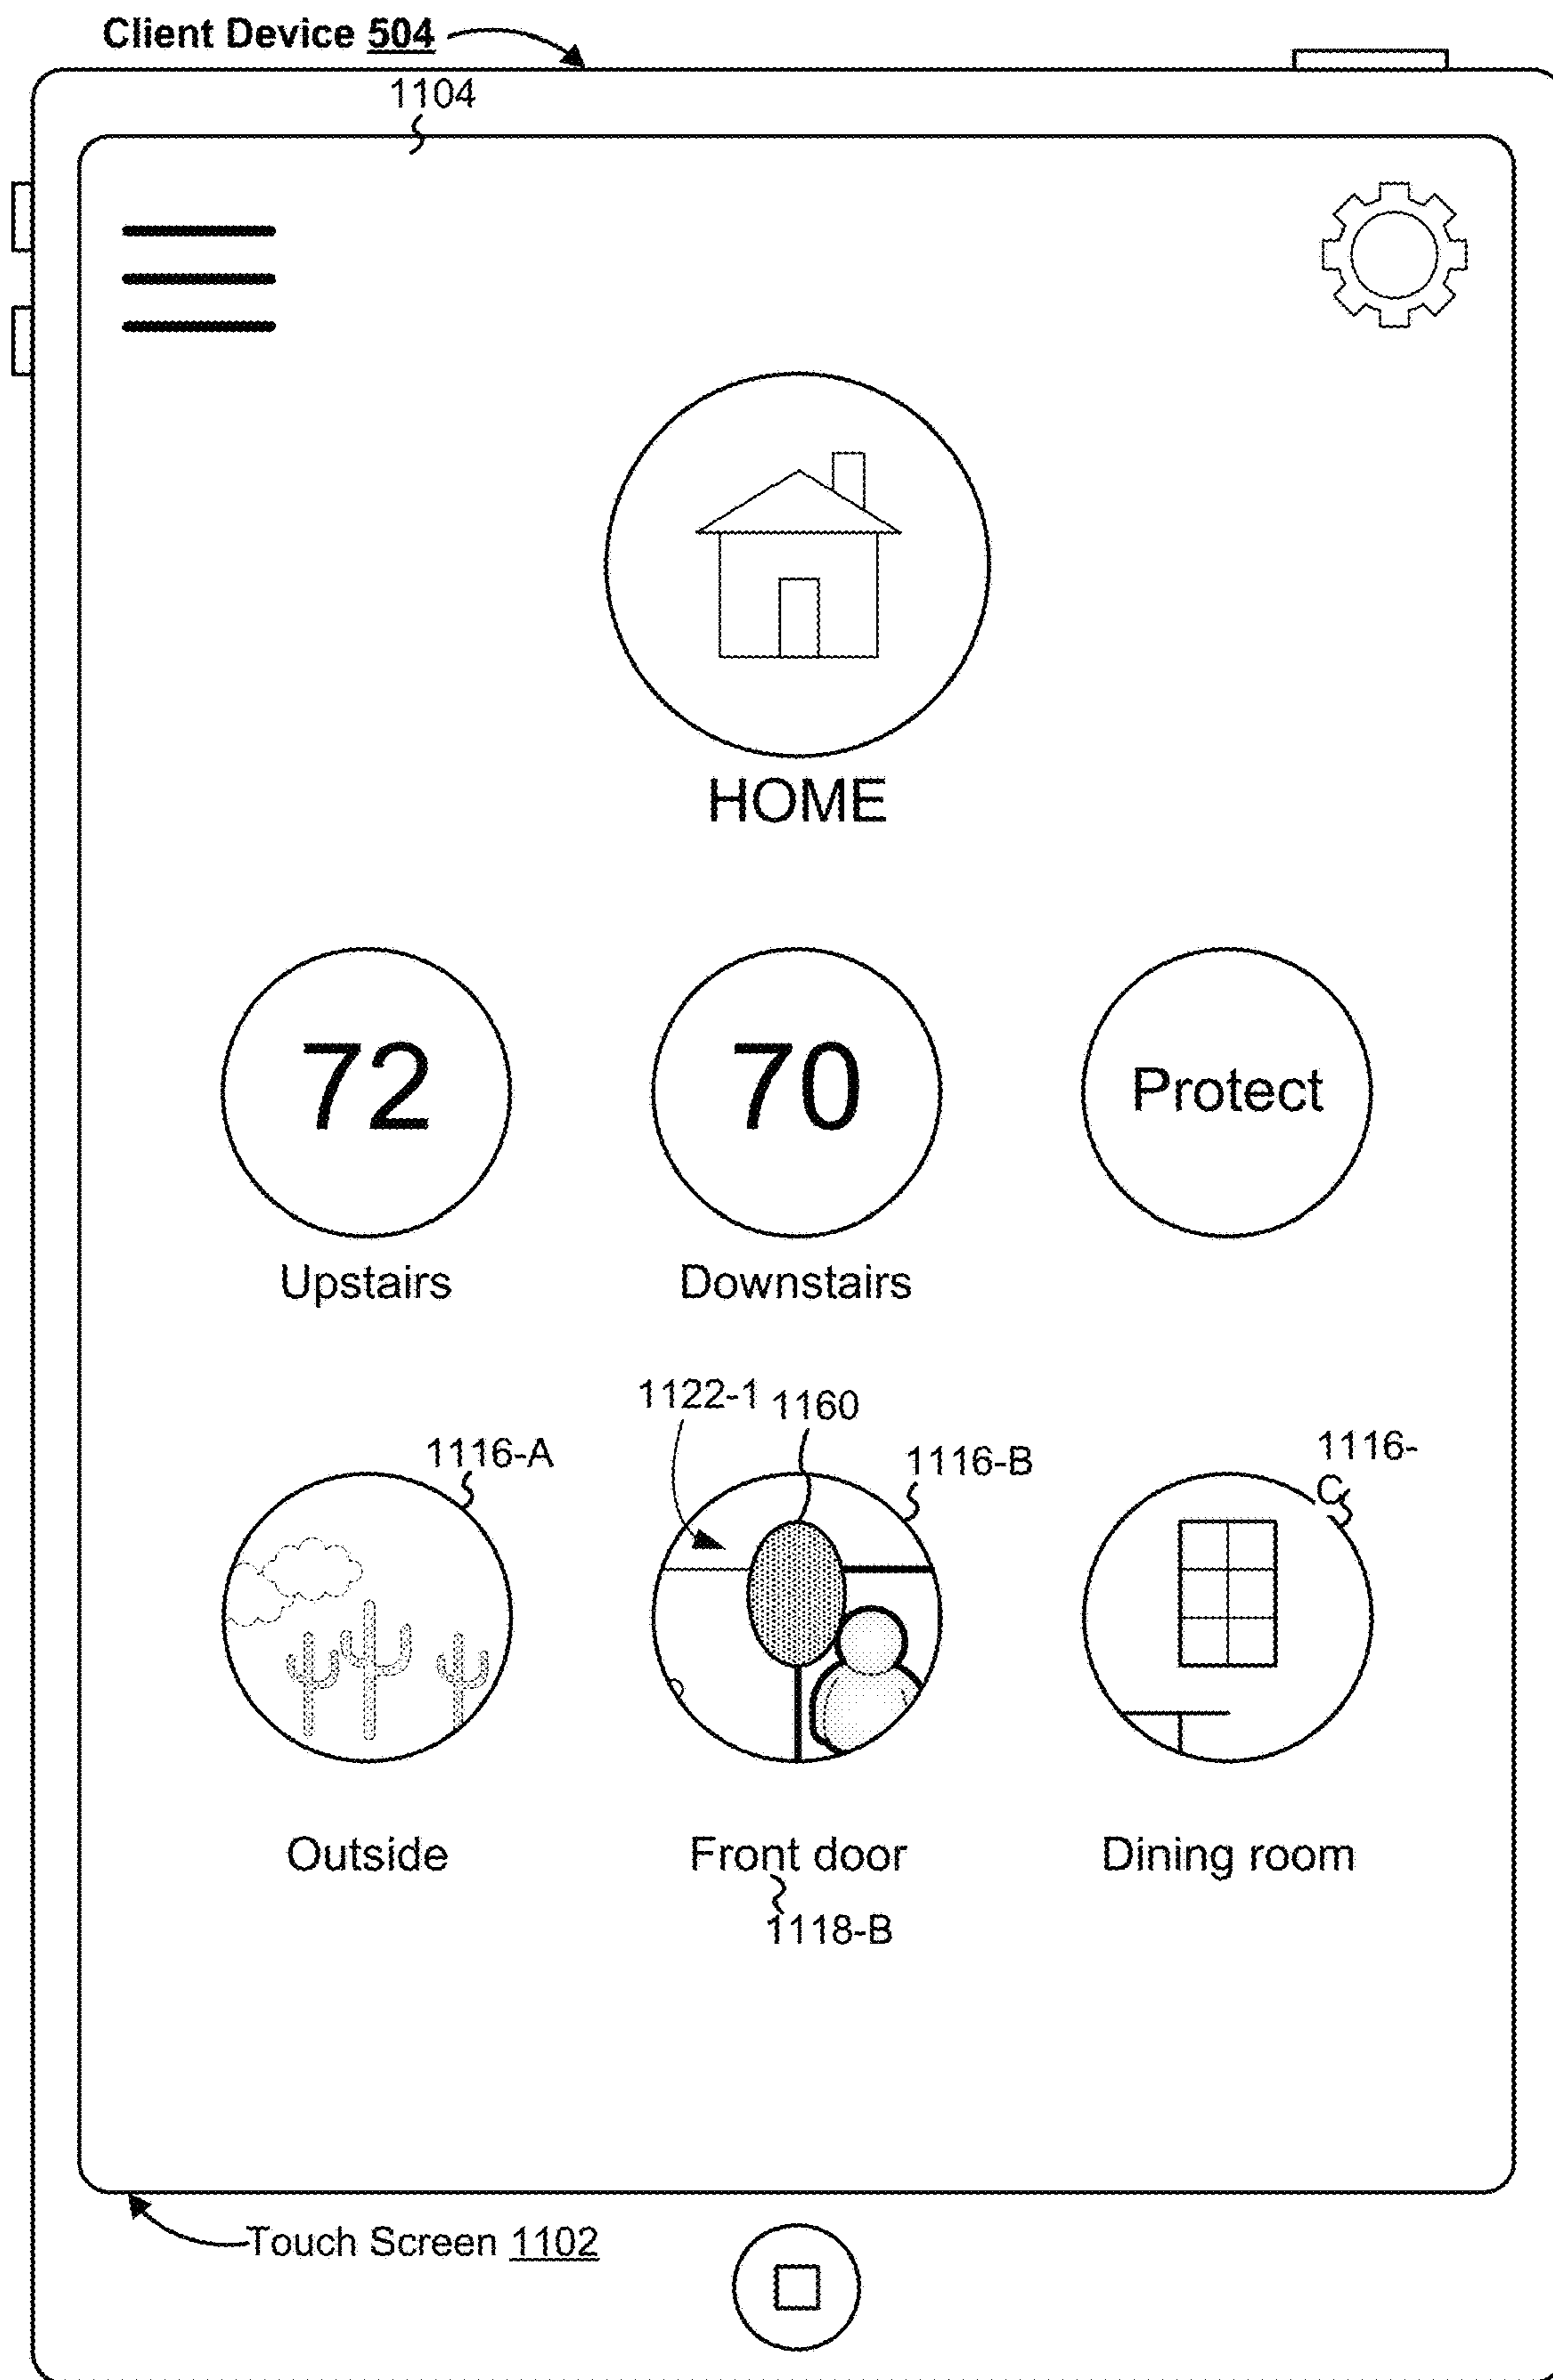 Client Device 504
1104
HOME
72
70
Protect
Upstairs
Downstairs
1122-1
1160
1116-A
1116-B
1116-
C
Outside
Front door
Dining room
1118-B
Touch Screen 1102